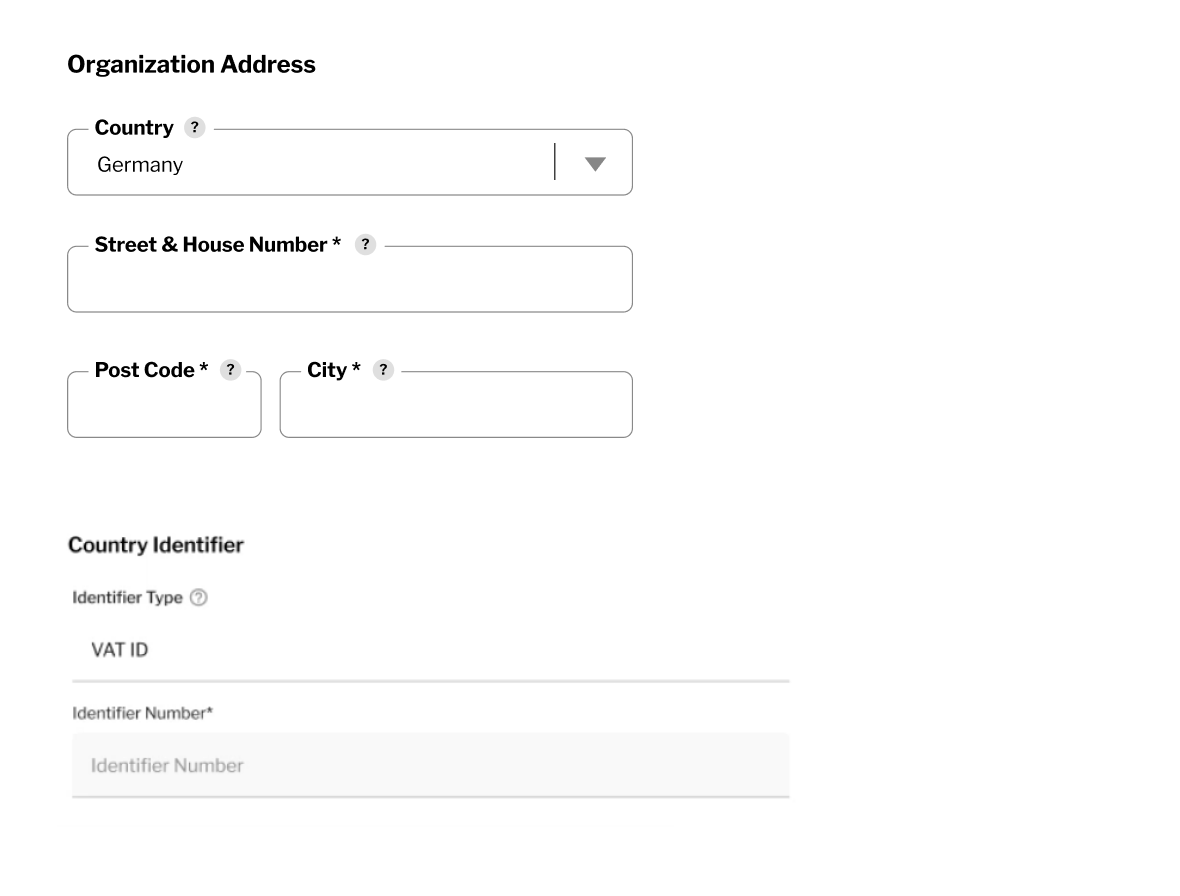 Organization Address
Country ?
Germany
Street & House Number * ?
Post Code * ? City * ?
Country Identifier
Identifier Type ?
VAT ID
Identifier Number*
Identifier Number